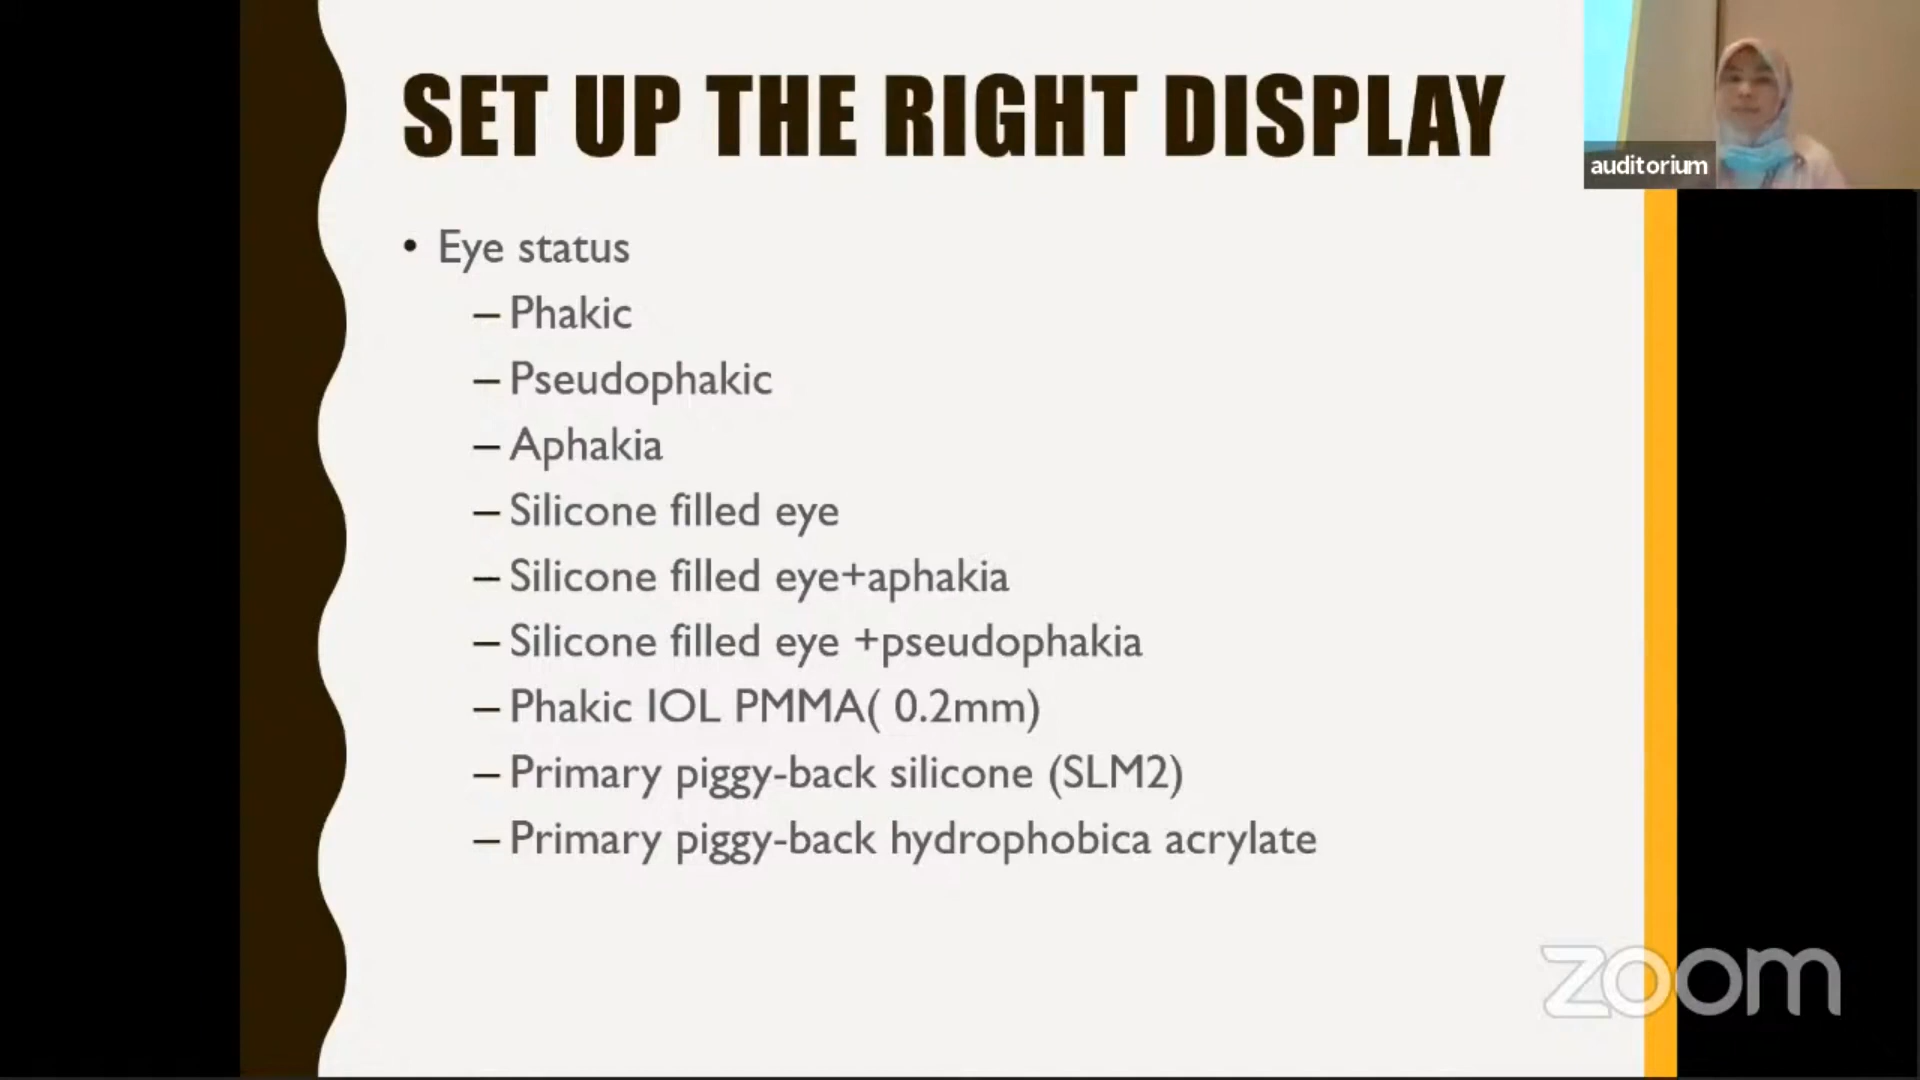 SET UP THE RIGHT DISPLAY
auditorium
• Eye status
– Phakic
– Pseudophakic
– Aphakia
– Silicone filled eye
– Silicone filled eye+aphakia
– Silicone filled eye +pseudophakia
– Phakic IOL PMMA( 0.2mm)
– Primary piggy-back silicone (SLM2)
– Primary piggy-back hydrophobica acrylate
zoom